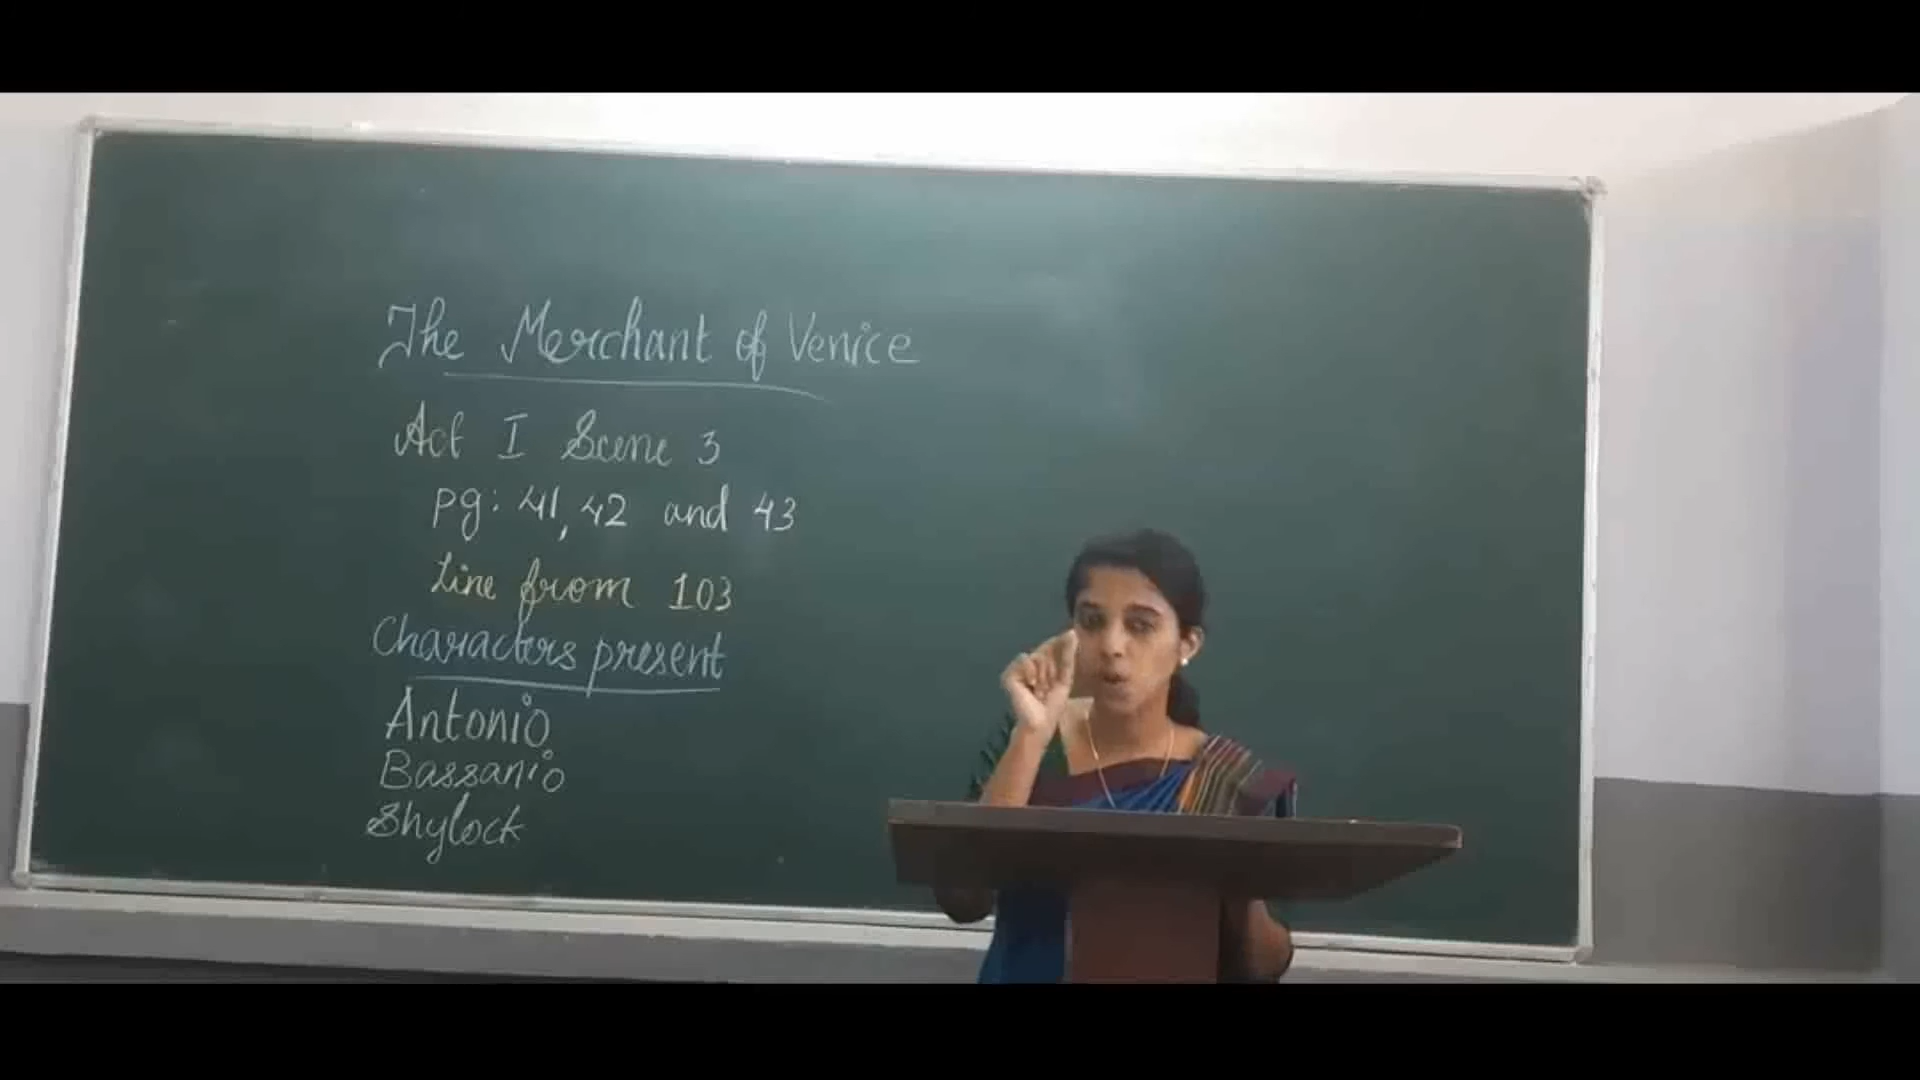 The Merchant of Venice
Act I Scene 3
pg: 41, 42 and 43
Line from 103
Characters present
Antonio
Bassanio
Shylock